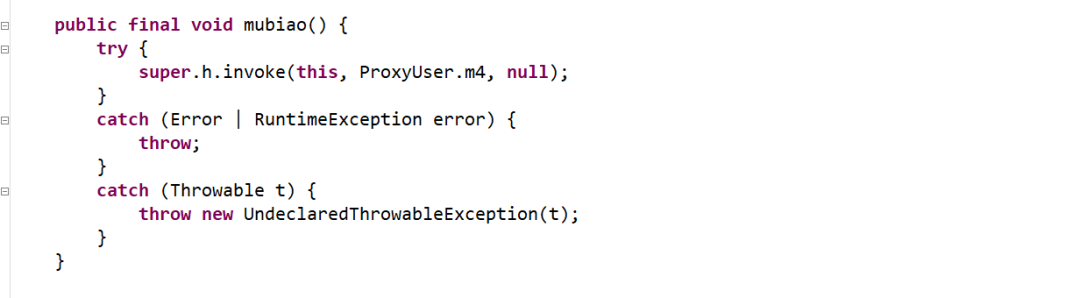 public final void mubiao() {
try {
super.h.invoke(this, ProxyUser.m4, null);
}
catch (Error | RuntimeException error) {
throw;
}
catch (Throwable t) {
throw new UndeclaredThrowableException(t);
}
}